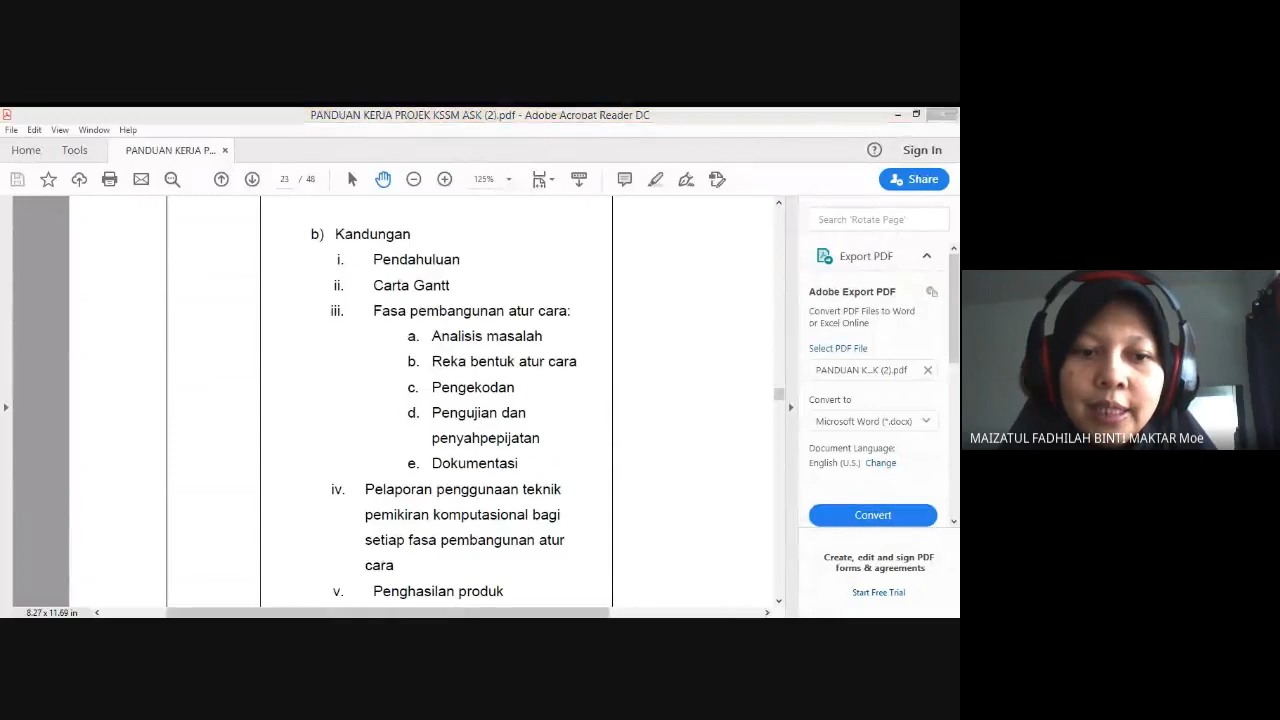 PANDUAN KERJA PROJEK KSSM ASK (2).pdf - Adobe Acrobat Reader DC
File Edit View Window Help
Home Tools PANDUAN KERJA P... × Sign In
23 / 48 125% Share
b) Kandungan
i. Pendahuluan
ii. Carta Gantt
iii. Fasa pembangunan atur cara:
a. Analisis masalah
b. Reka bentuk atur cara
c. Pengekodan
d. Pengujian dan
penyahpepijatan
e. Dokumentasi
iv. Pelaporan penggunaan teknik
pemikiran komputasional bagi
setiap fasa pembangunan atur
cara
v. Penghasilan produk
8.27 x 11.69 in
Search 'Rotate Page'
Export PDF
Adobe Export PDF
Convert PDF Files to Word
or Excel Online
Select PDF File
PANDUAN K...K (2).pdf
Convert to
Microsoft Word (*.docx)
Document Language:
English (U.S.) Change
Convert
Create, edit and sign PDF
forms & agreements
Start Free Trial
MAIZATUL FADHILAH BINTI MAKTAR Moe